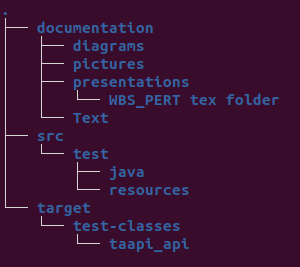 .
documentation
diagrams
pictures
presentations
WBS_PERT tex folder
Text
src
test
java
resources
target
test-classes
taapi_api